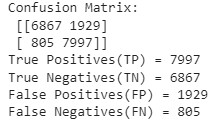 Confusion Matrix:
[[6867 1929]
[ 805 7997]]
True Positives(TP) = 7997
True Negatives(TN) = 6867
False Positives(FP) = 1929
False Negatives(FN) = 805